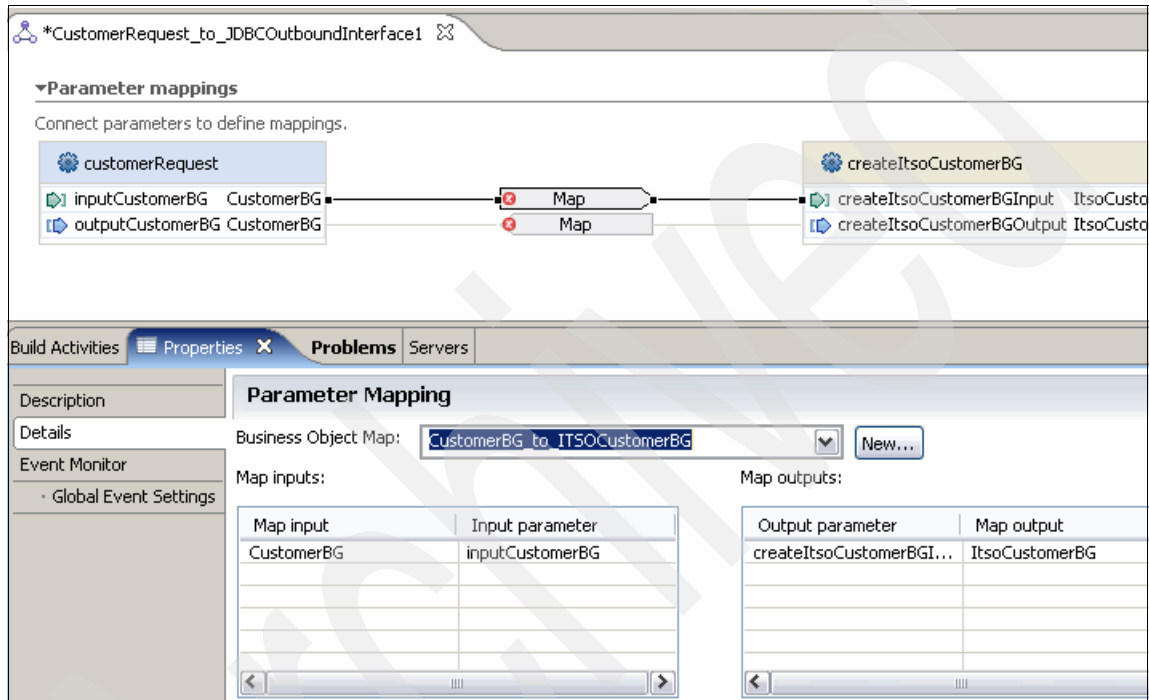 *CustomerRequest_to_JDBCOutboundInterface1
Parameter mappings
Connect parameters to define mappings.
customerRequest
createItsoCustomerBG
inputCustomerBG CustomerBG Map createItsoCustomerBGInput ItsoCusto
outputCustomerBG CustomerBG Map createItsoCustomerBGOutput ItsoCusto
Build Activities Properties Problems Servers
Description
Details
Event Monitor
Global Event Settings
Parameter Mapping
Business Object Map: CustomerBG_to_ITSOCustomerBG New...
Map inputs: Map outputs:
Map input Input parameter Output parameter Map output
CustomerBG inputCustomerBG createItsoCustomerBGI... ItsoCustomerBG